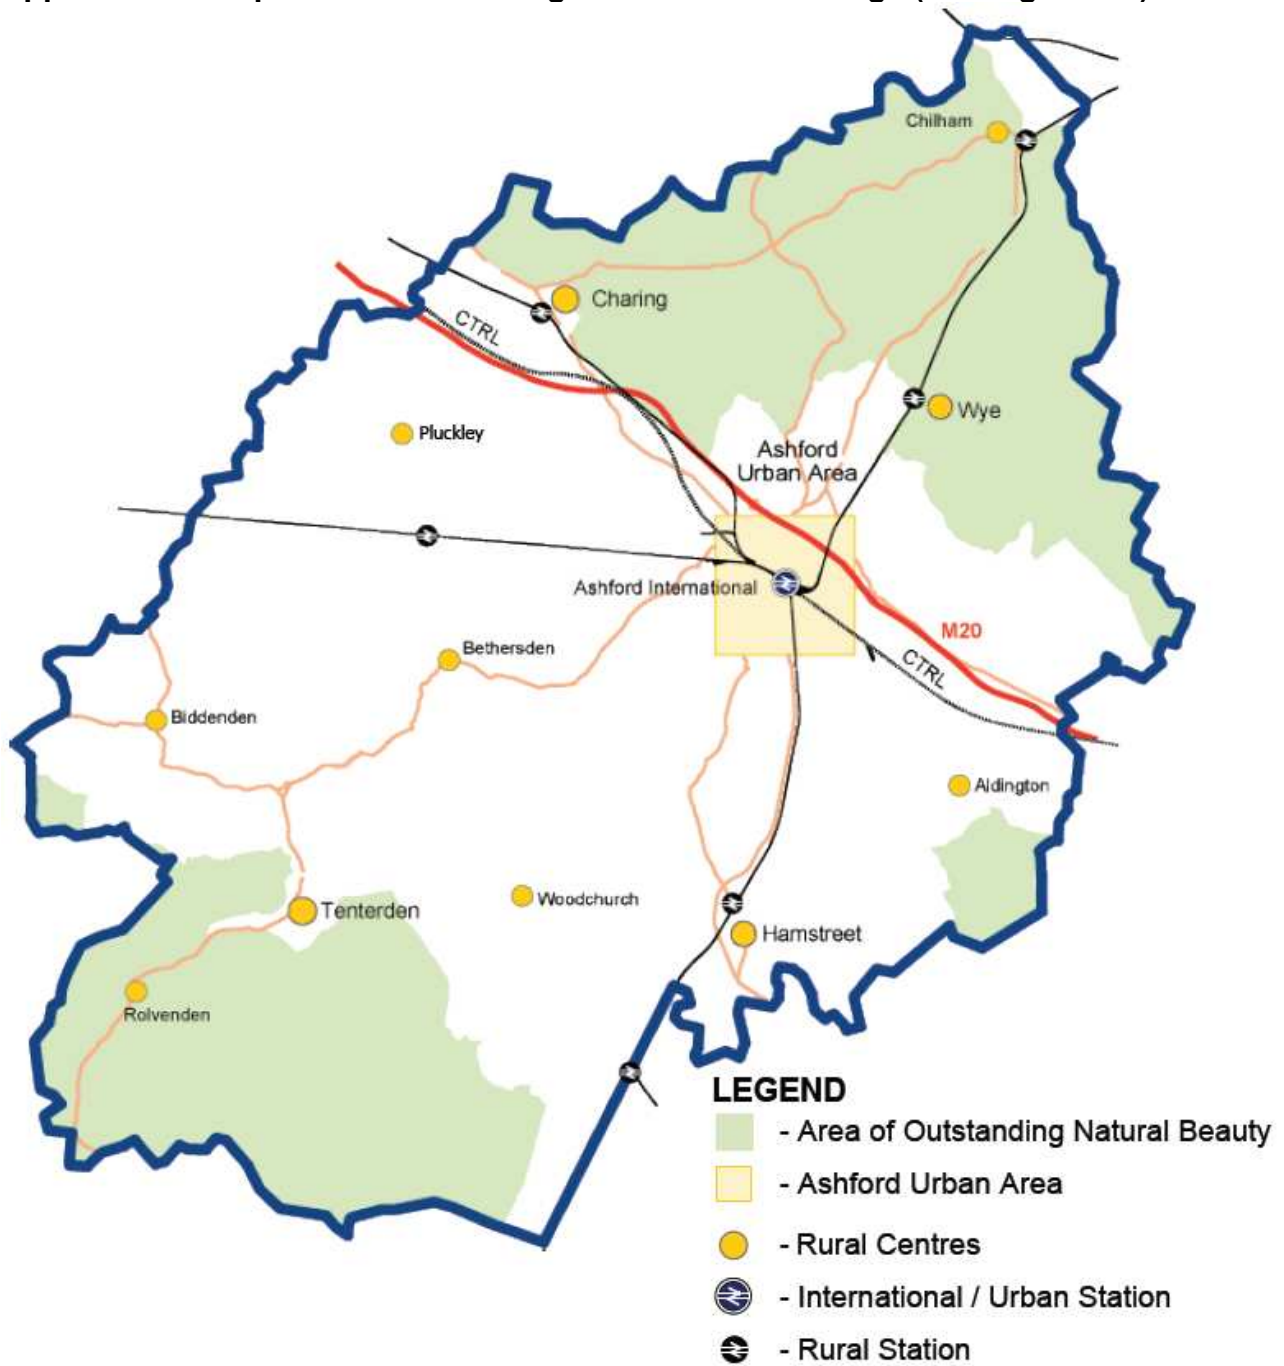 Chilham
Charing
CTRL
Pluckley
Wye
Ashford
Urban Area
Ashford International
M20
CTRL
Bethersden
Biddenden
Aldington
Woodchurch
Tenterden
Hamstreet
Rolvenden
LEGEND
- Area of Outstanding Natural Beauty
- Ashford Urban Area
- Rural Centres
- International / Urban Station
- Rural Station